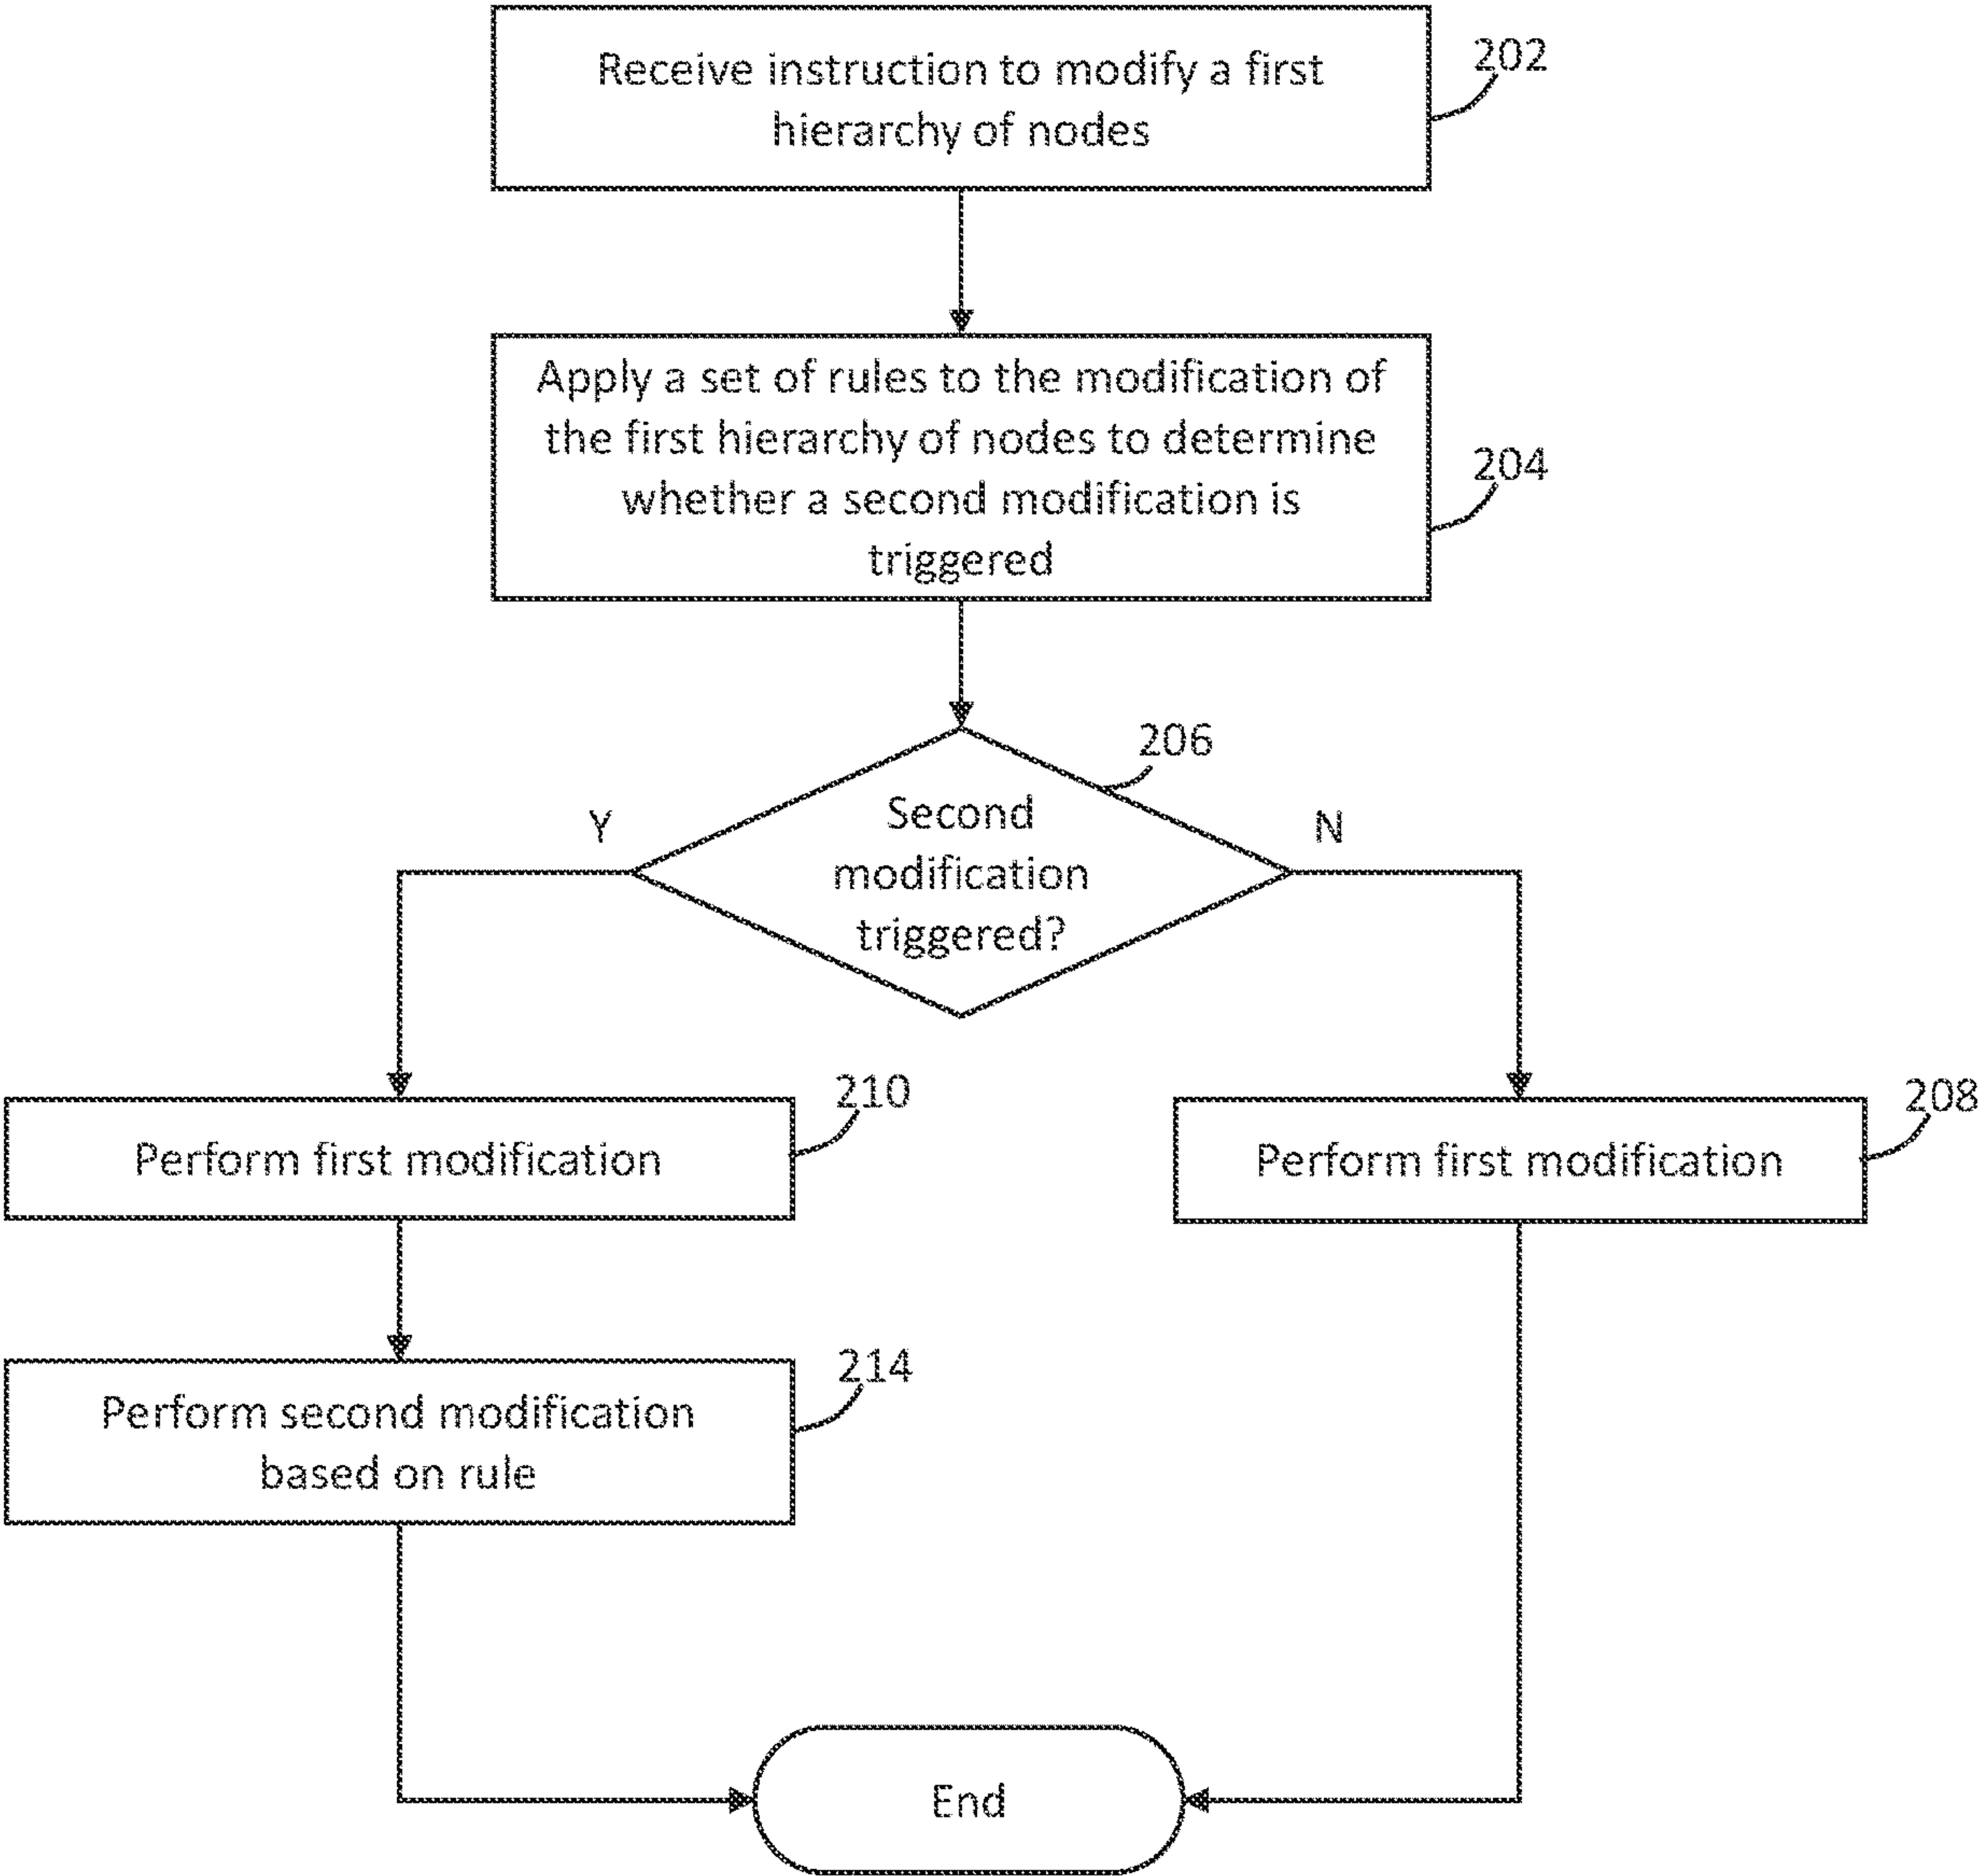 Receive instruction to modify a first
hierarchy of nodes
202
Apply a set of rules to the modification of
the first hierarchy of nodes to determine
whether a second modification is
triggered
204
206
Second
modification
triggered?
Y
N
210
Perform first modification
208
Perform first modification
214
Perform second modification
based on rule
End